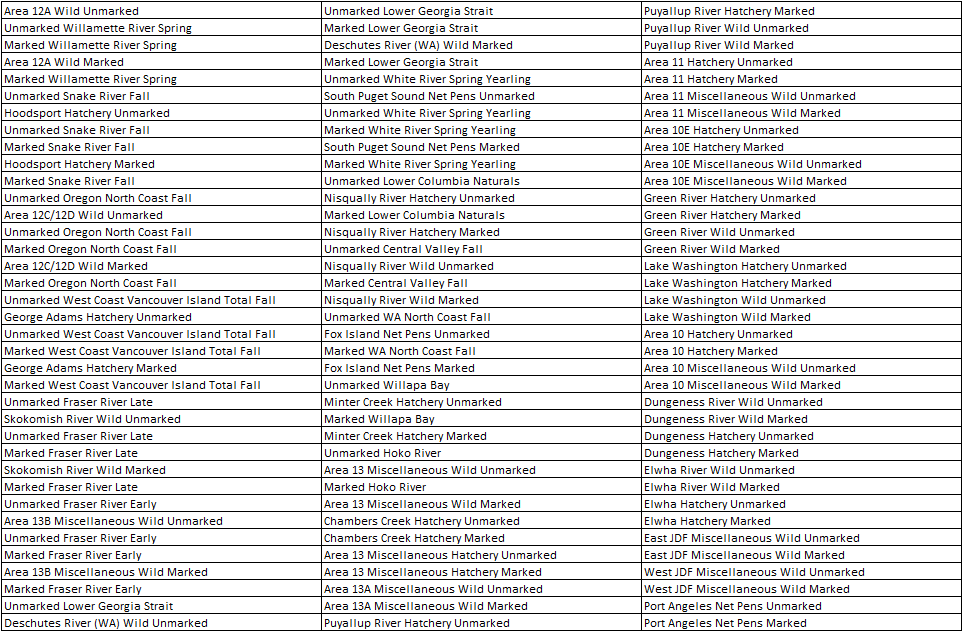 Area 12A Wild Unmarked Unmarked Lower Georgia Strait Puyallup River Hatchery Marked
Unmarked Willamette River Spring Marked Lower Georgia Strait Puyallup River Wild Unmarked
Marked Willamette River Spring Deschutes River (WA) Wild Marked Puyallup River Wild Marked
Area 12A Wild Marked Marked Lower Georgia Strait Area 11 Hatchery Unmarked
Marked Willamette River Spring Unmarked White River Spring Yearling Area 11 Hatchery Marked
Unmarked Snake River Fall South Puget Sound Net Pens Unmarked Area 11 Miscellaneous Wild Unmarked
Hoodsport Hatchery Unmarked Unmarked White River Spring Yearling Area 11 Miscellaneous Wild Marked
Unmarked Snake River Fall Marked White River Spring Yearling Area 10E Hatchery Unmarked
Marked Snake River Fall South Puget Sound Net Pens Marked Area 10E Hatchery Marked
Hoodsport Hatchery Marked Marked White River Spring Yearling Area 10E Miscellaneous Wild Unmarked
Marked Snake River Fall Unmarked Lower Columbia Naturals Area 10E Miscellaneous Wild Marked
Unmarked Oregon North Coast Fall Nisqually River Hatchery Unmarked Green River Hatchery Unmarked
Area 12C/12D Wild Unmarked Marked Lower Columbia Naturals Green River Hatchery Marked
Unmarked Oregon North Coast Fall Nisqually River Hatchery Marked Green River Wild Unmarked
Marked Oregon North Coast Fall Unmarked Central Valley Fall Green River Wild Marked
Area 12C/12D Wild Marked Nisqually River Wild Unmarked Lake Washington Hatchery Unmarked
Marked Oregon North Coast Fall Marked Central Valley Fall Lake Washington Hatchery Marked
Unmarked West Coast Vancouver Island Total Fall Nisqually River Wild Marked Lake Washington Wild Unmarked
George Adams Hatchery Unmarked Unmarked WA North Coast Fall Lake Washington Wild Marked
Unmarked West Coast Vancouver Island Total Fall Fox Island Net Pens Unmarked Area 10 Hatchery Unmarked
Marked West Coast Vancouver Island Total Fall Marked WA North Coast Fall Area 10 Hatchery Marked
George Adams Hatchery Marked Fox Island Net Pens Marked Area 10 Miscellaneous Wild Unmarked
Marked West Coast Vancouver Island Total Fall Unmarked Willapa Bay Area 10 Miscellaneous Wild Marked
Unmarked Fraser River Late Minter Creek Hatchery Unmarked Dungeness River Wild Unmarked
Skokomish River Wild Unmarked Marked Willapa Bay Dungeness River Wild Marked
Unmarked Fraser River Late Minter Creek Hatchery Marked Dungeness Hatchery Unmarked
Marked Fraser River Late Unmarked Hoko River Dungeness Hatchery Marked
Skokomish River Wild Marked Area 13 Miscellaneous Wild Unmarked Elwha River Wild Unmarked
Marked Fraser River Late Marked Hoko River Elwha River Wild Marked
Unmarked Fraser River Early Area 13 Miscellaneous Wild Marked Elwha Hatchery Unmarked
Area 13B Miscellaneous Wild Unmarked Chambers Creek Hatchery Unmarked Elwha Hatchery Marked
Unmarked Fraser River Early Chambers Creek Hatchery Marked East JDF Miscellaneous Wild Unmarked
Marked Fraser River Early Area 13 Miscellaneous Hatchery Unmarked East JDF Miscellaneous Wild Marked
Area 13B Miscellaneous Wild Marked Area 13 Miscellaneous Hatchery Marked West JDF Miscellaneous Wild Unmarked
Marked Fraser River Early Area 13A Miscellaneous Wild Unmarked West JDF Miscellaneous Wild Marked
Unmarked Lower Georgia Strait Area 13A Miscellaneous Wild Marked Port Angeles Net Pens Unmarked
Deschutes River (WA) Wild Unmarked Puyallup River Hatchery Unmarked Port Angeles Net Pens Marked